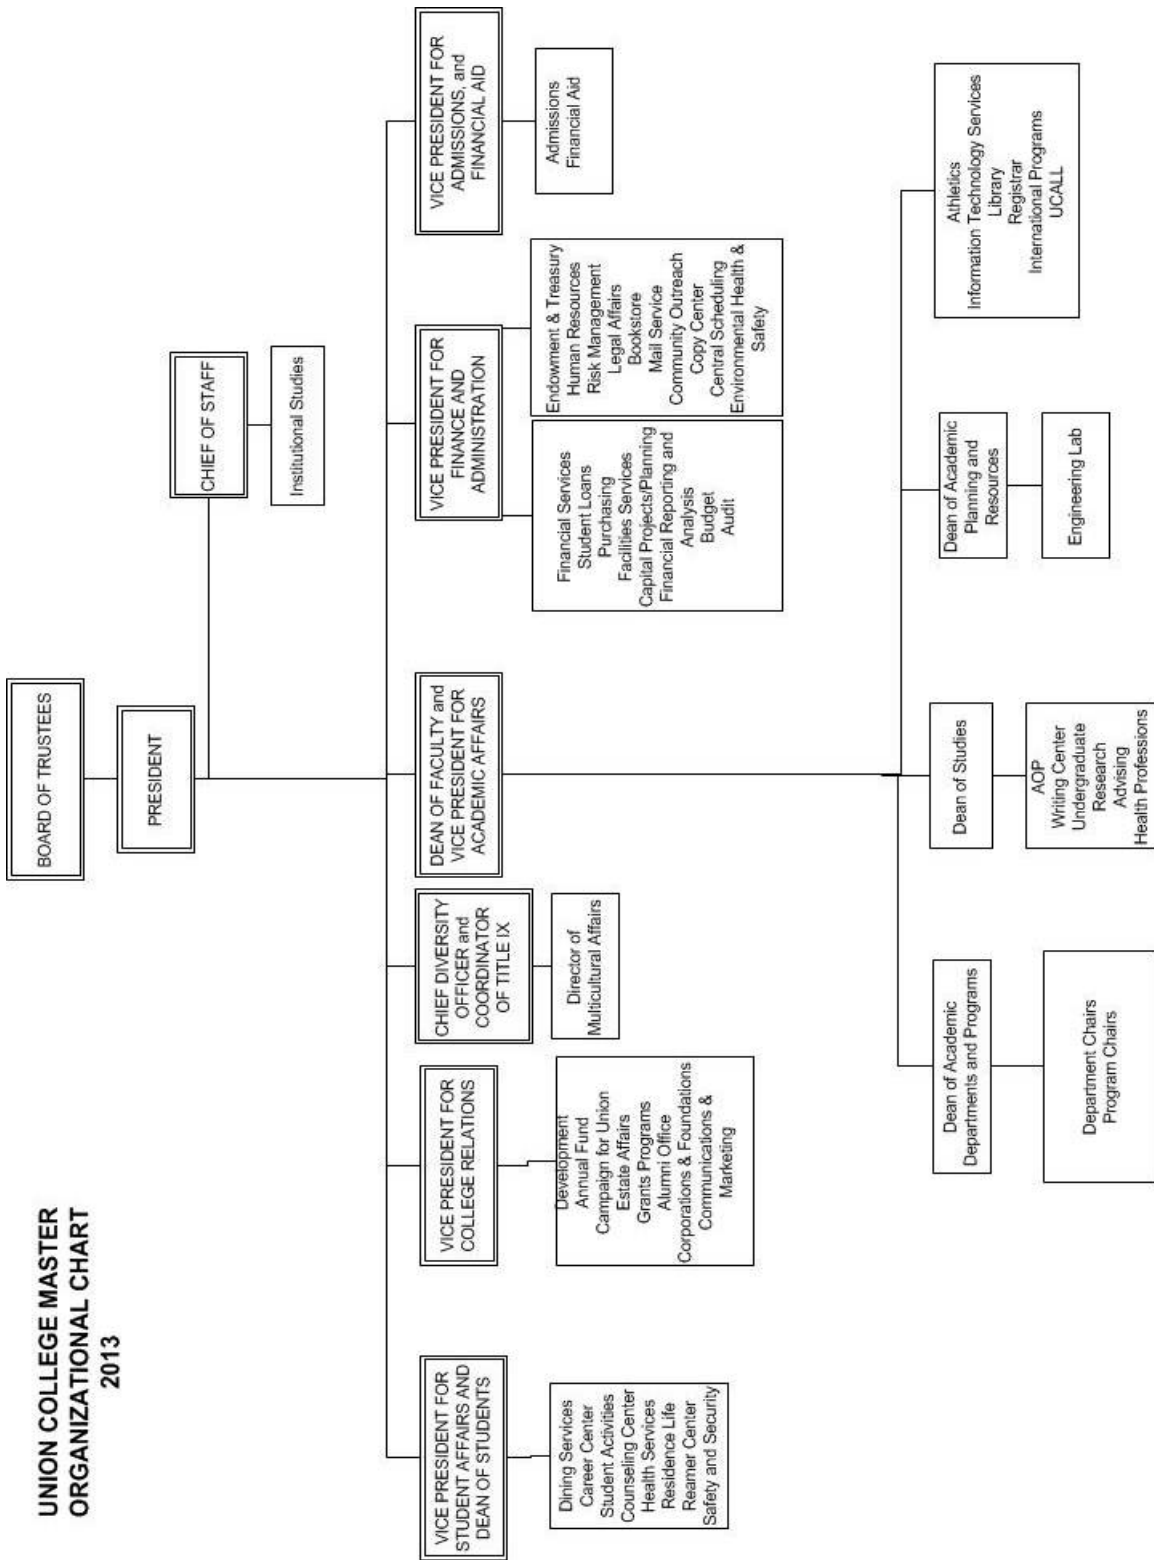 UNION COLLEGE MASTER
ORGANIZATIONAL CHART
2013
BOARD OF TRUSTEES
PRESIDENT
CHIEF OF STAFF
Institutional Studies
VICE PRESIDENT FOR
STUDENT AFFAIRS AND
DEAN OF STUDENTS
Dining Services
Career Center
Student Activities
Counseling Center
Health Services
Residence Life
Reamer Center
Safety and Security
VICE PRESIDENT FOR
COLLEGE RELATIONS
Development
Annual Fund
Campaign for Union
Estate Affairs
Grants Programs
Alumni Office
Corporations & Foundations
Communications &
Marketing
CHIEF DIVERSITY
OFFICER and
COORDINATOR
OF TITLE IX
Director of
Multicultural Affairs
DEAN OF FACULTY and
VICE PRESIDENT FOR
ACADEMIC AFFAIRS
VICE PRESIDENT FOR
FINANCE AND
ADMINISTRATION
Financial Services
Student Loans
Purchasing
Facilities Services
Capital Projects/Planning
Financial Reporting and
Analysis
Budget
Audit
Endowment & Treasury
Human Resources
Risk Management
Legal Affairs
Bookstore
Mail Service
Community Outreach
Copy Center
Central Scheduling
Environmental Health &
Safety
VICE PRESIDENT FOR
ADMISSIONS, and
FINANCIAL AID
Admissions
Financial Aid
Dean of Academic
Departments and Programs
Department Chairs
Program Chairs
Dean of Studies
AOP
Writing Center
Undergraduate
Research
Advising
Health Professions
Dean of Academic
Planning and
Resources
Engineering Lab
Athletics
Information Technology Services
Library
Registrar
International Programs
UCALL